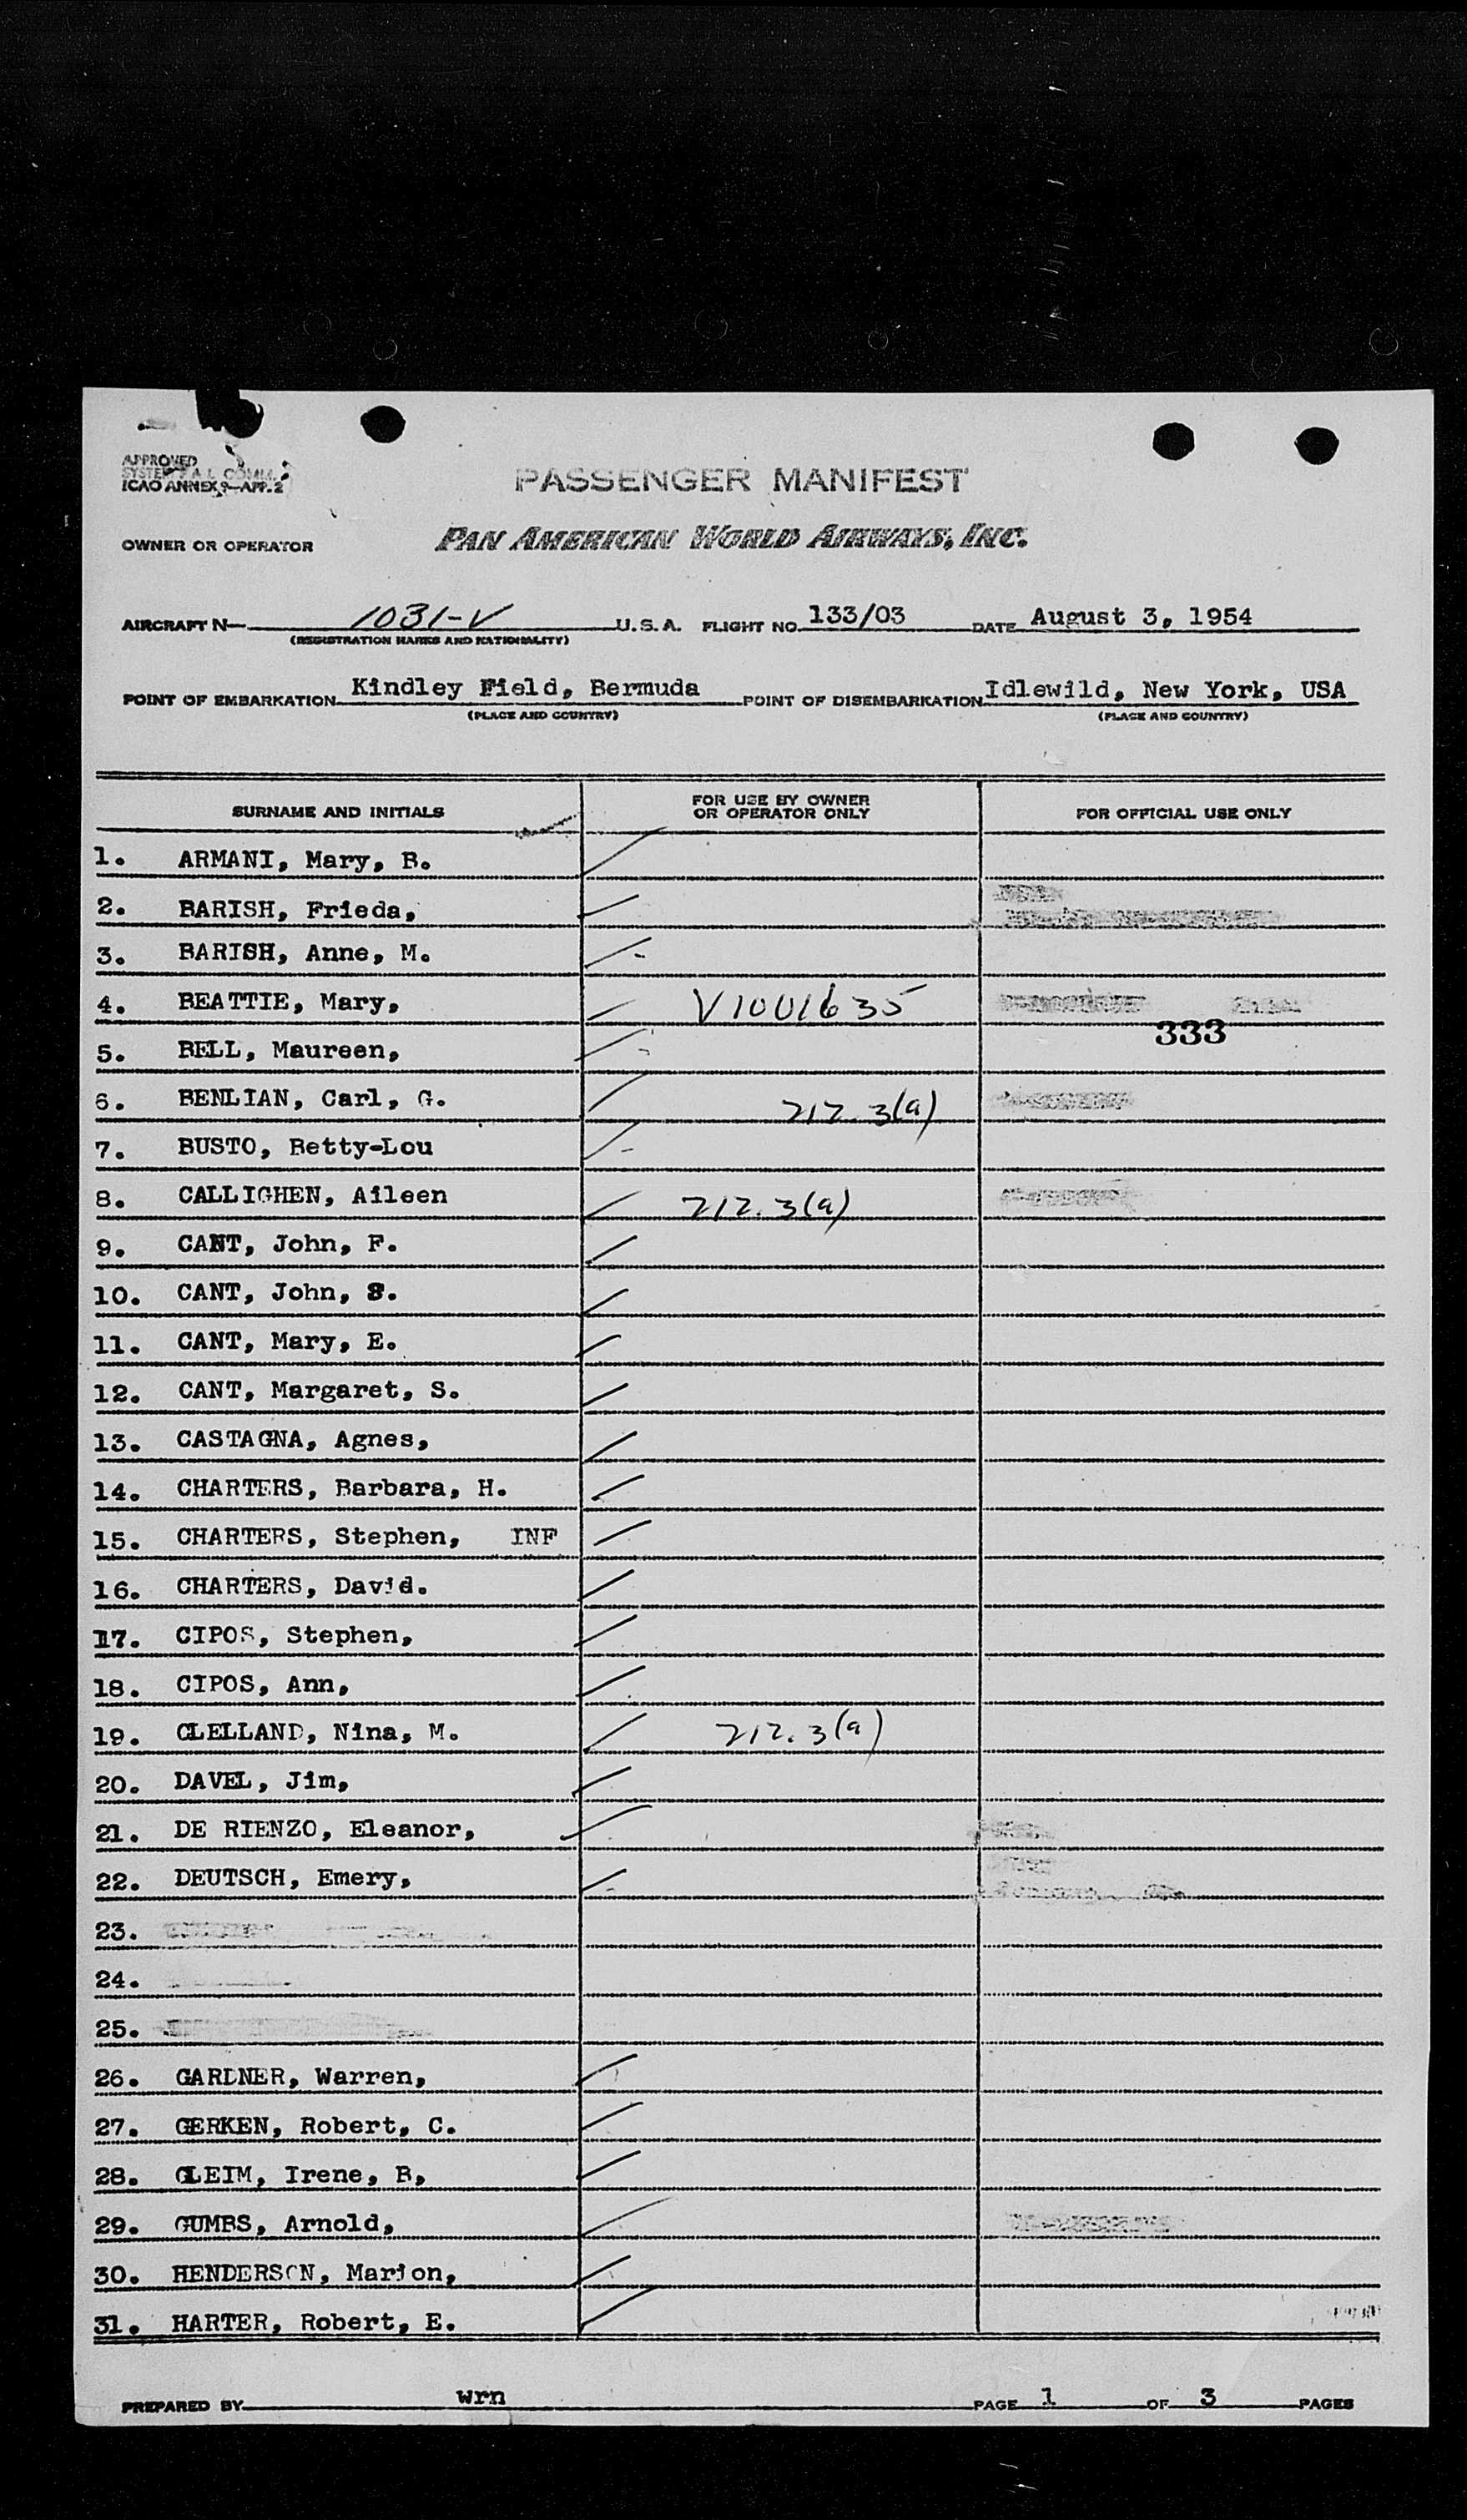 APPROVED
ICAO ANNEX 9—APP. 2
PASSENGER MANIFEST
OWNER OR OPERATOR PAN AMERICAN WORLD AIRWAYS, INC.
AIRCRAFT N— 1031-V U.S.A. FLIGHT NO. 133/03 DATE August 3, 1954
(REGISTRATION MARKS AND NATIONALITY)
POINT OF EMBARKATION Kindley Field, Bermuda POINT OF DISEMBARKATION Idlewild, New York, USA
(PLACE AND COUNTRY) (PLACE AND COUNTRY)
SURNAME AND INITIALS FOR USE BY OWNER OR OPERATOR ONLY FOR OFFICIAL USE ONLY
1. ARMANI, Mary, B.
2. BARISH, Frieda,
3. BARISH, Anne, M.
4. BEATTIE, Mary, V1001635
333
5. BELL, Maureen,
6. BENLIAN, Carl, G. 212.3(a)
7. BUSTO, Betty-Lou
8. CALLIGHEN, Aileen 212.3(a)
9. CANT, John, F.
10. CANT, John, S.
11. CANT, Mary, E.
12. CANT, Margaret, S.
13. CASTAGNA, Agnes,
14. CHARTERS, Barbara, H.
15. CHARTERS, Stephen, INF
16. CHARTERS, David.
17. CIPOS, Stephen,
18. CIPOS, Ann,
19. CLELLAND, Nina, M. 212.3(a)
20. DAVEL, Jim,
21. DE RIENZO, Eleanor,
22. DEUTSCH, Emery,
23.
24.
25.
26. GARDNER, Warren,
27. GERKEN, Robert, C.
28. GLEIM, Irene, B,
29. GUMBS, Arnold,
30. HENDERSON, Marion,
31. HARTER, Robert, E.
PREPARED BY wrn PAGE 1 OF 3 PAGES